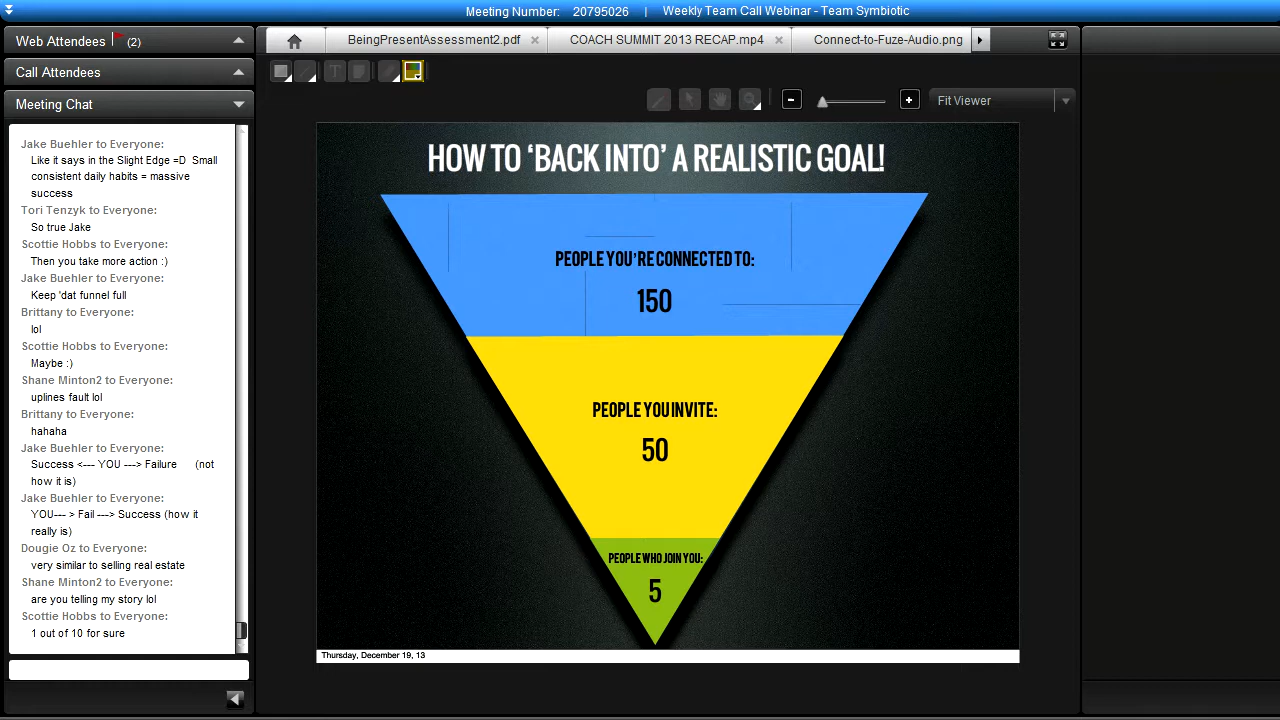 Meeting Number: 20795026 | Weekly Team Call Webinar - Team Symbiotic
Web Attendees (2)
BeingPresentAssessment2.pdf
COACH SUMMIT 2013 RECAP.mp4
Connect-to-Fuze-Audio.png
Call Attendees
Meeting Chat
T
Fit Viewer
Jake Buehler to Everyone:
Like it says in the Slight Edge =D Small
consistent daily habits = massive
success
Tori Tenzyk to Everyone:
So true Jake
Scottie Hobbs to Everyone:
Then you take more action :)
Jake Buehler to Everyone:
Keep 'dat funnel full
Brittany to Everyone:
lol
Scottie Hobbs to Everyone:
Maybe :)
Shane Minton2 to Everyone:
uplines fault lol
Brittany to Everyone:
hahaha
Jake Buehler to Everyone:
Success <--- YOU ---> Failure (not
how it is)
Jake Buehler to Everyone:
YOU--- > Fail ---> Success (how it
really is)
Dougie Oz to Everyone:
very similar to selling real estate
Shane Minton2 to Everyone:
are you telling my story lol
Scottie Hobbs to Everyone:
1 out of 10 for sure
HOW TO ‘BACK INTO’ A REALISTIC GOAL!
PEOPLE YOU’RE CONNECTED TO:
150
PEOPLE YOU INVITE:
50
PEOPLE WHO JOIN YOU:
5
Thursday, December 19, 13